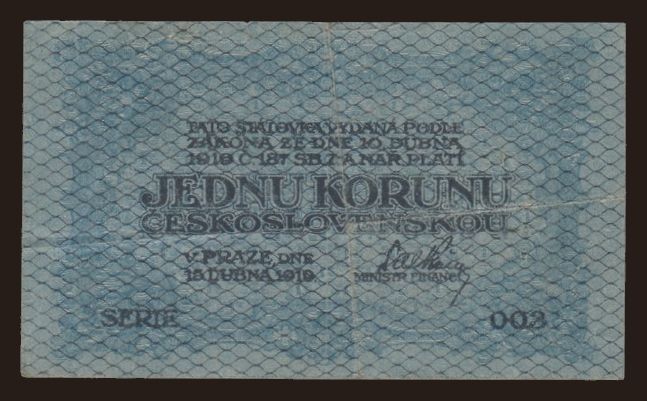 TATO STÁTOVKA VYDANÁ PODLE
ZÁKONA ZE DNE 10. DUBNA
1919 Č. 187 SB. Z. A NAŘ. PLATÍ
JEDNU KORUNU
ČESKOSLOVENSKOU
V PRAZE, DNE
15. DUBNA 1919.
MINISTR FINANCÍ
SERIE 003